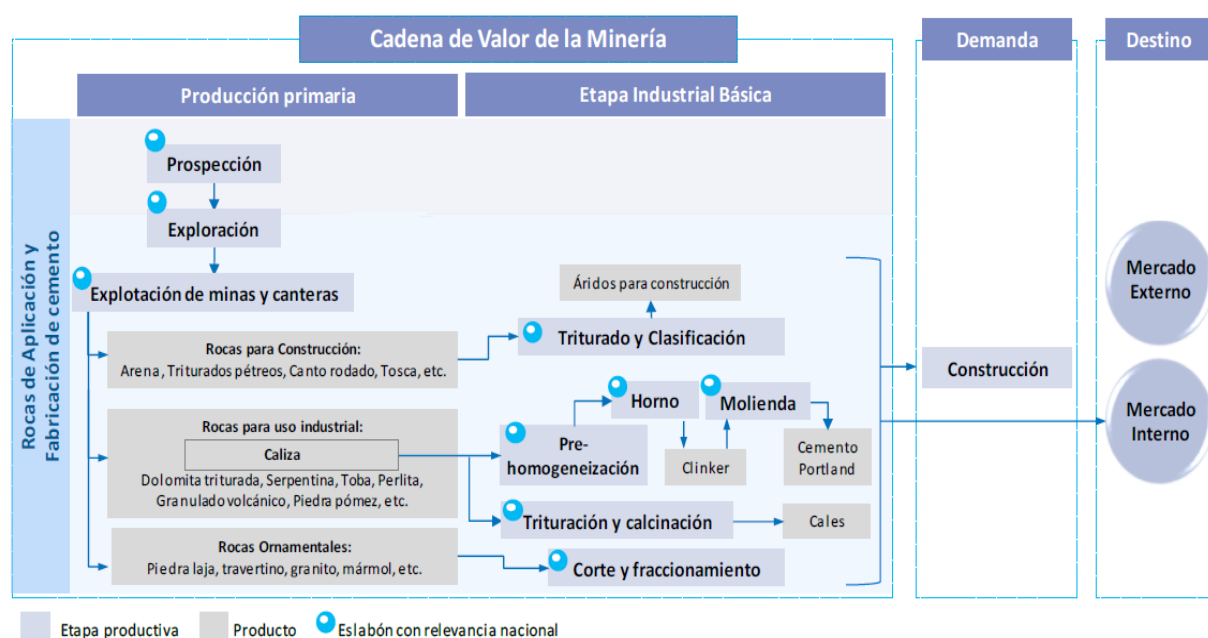 Cadena de Valor de la Minería
Demanda
Destino
Producción primaria
Etapa Industrial Básica
Rocas de Aplicación y
Fabricación de cemento
Prospección
Exploración
Explotación de minas y canteras
Rocas para Construcción:
Arena, Triturados pétreos, Canto rodado, Tosca, etc.
Rocas para uso industrial:
Caliza
Dolomita triturada, Serpentina, Toba, Perlita,
Granulado volcánico, Piedra pómez, etc.
Rocas Ornamentales:
Piedra laja, travertino, granito, mármol, etc.
Áridos para construcción
Triturado y Clasificación
Horno
Molienda
Pre-
homogeneización
Clinker
Cemento
Portland
Trituración y calcinación
Cales
Corte y fraccionamiento
Construcción
Mercado
Externo
Mercado
Interno
Etapa productiva
Producto
Eslabón con relevancia nacional